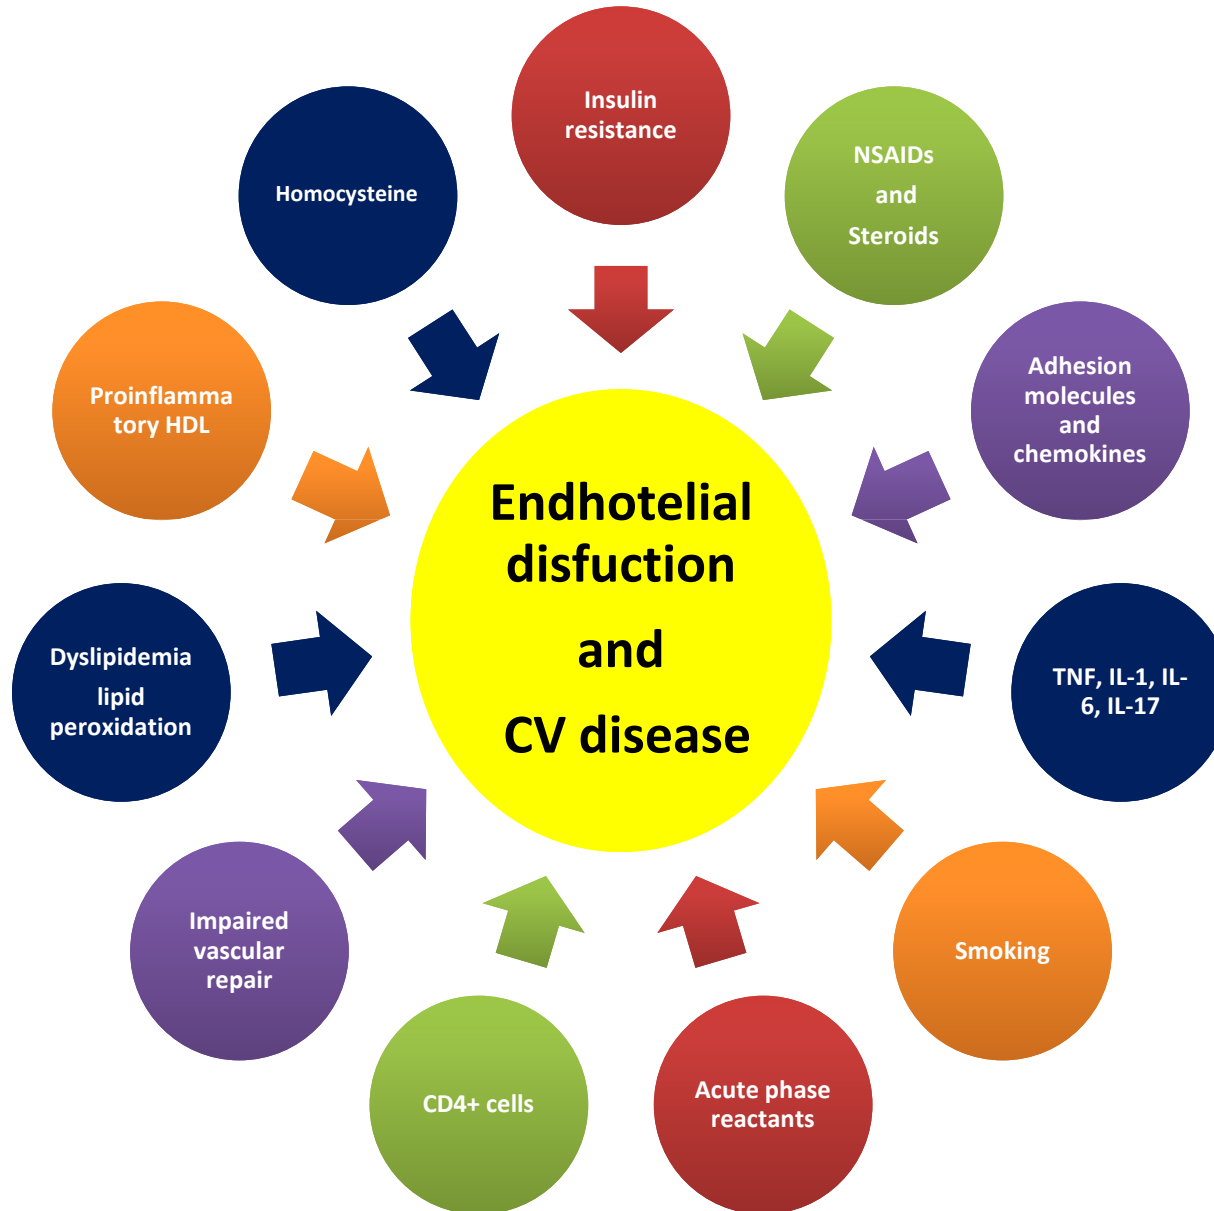 Insulin
resistance
NSAIDs
and
Steroids
Adhesion
molecules
and
chemokines
TNF, IL-1, IL-
6, IL-17
Smoking
Acute phase
reactants
CD4+ cells
Impaired
vascular
repair
Dyslipidemia
lipid
peroxidation
Proinflamma
tory HDL
Homocysteine
Endhotelial
disfuction
and
CV disease